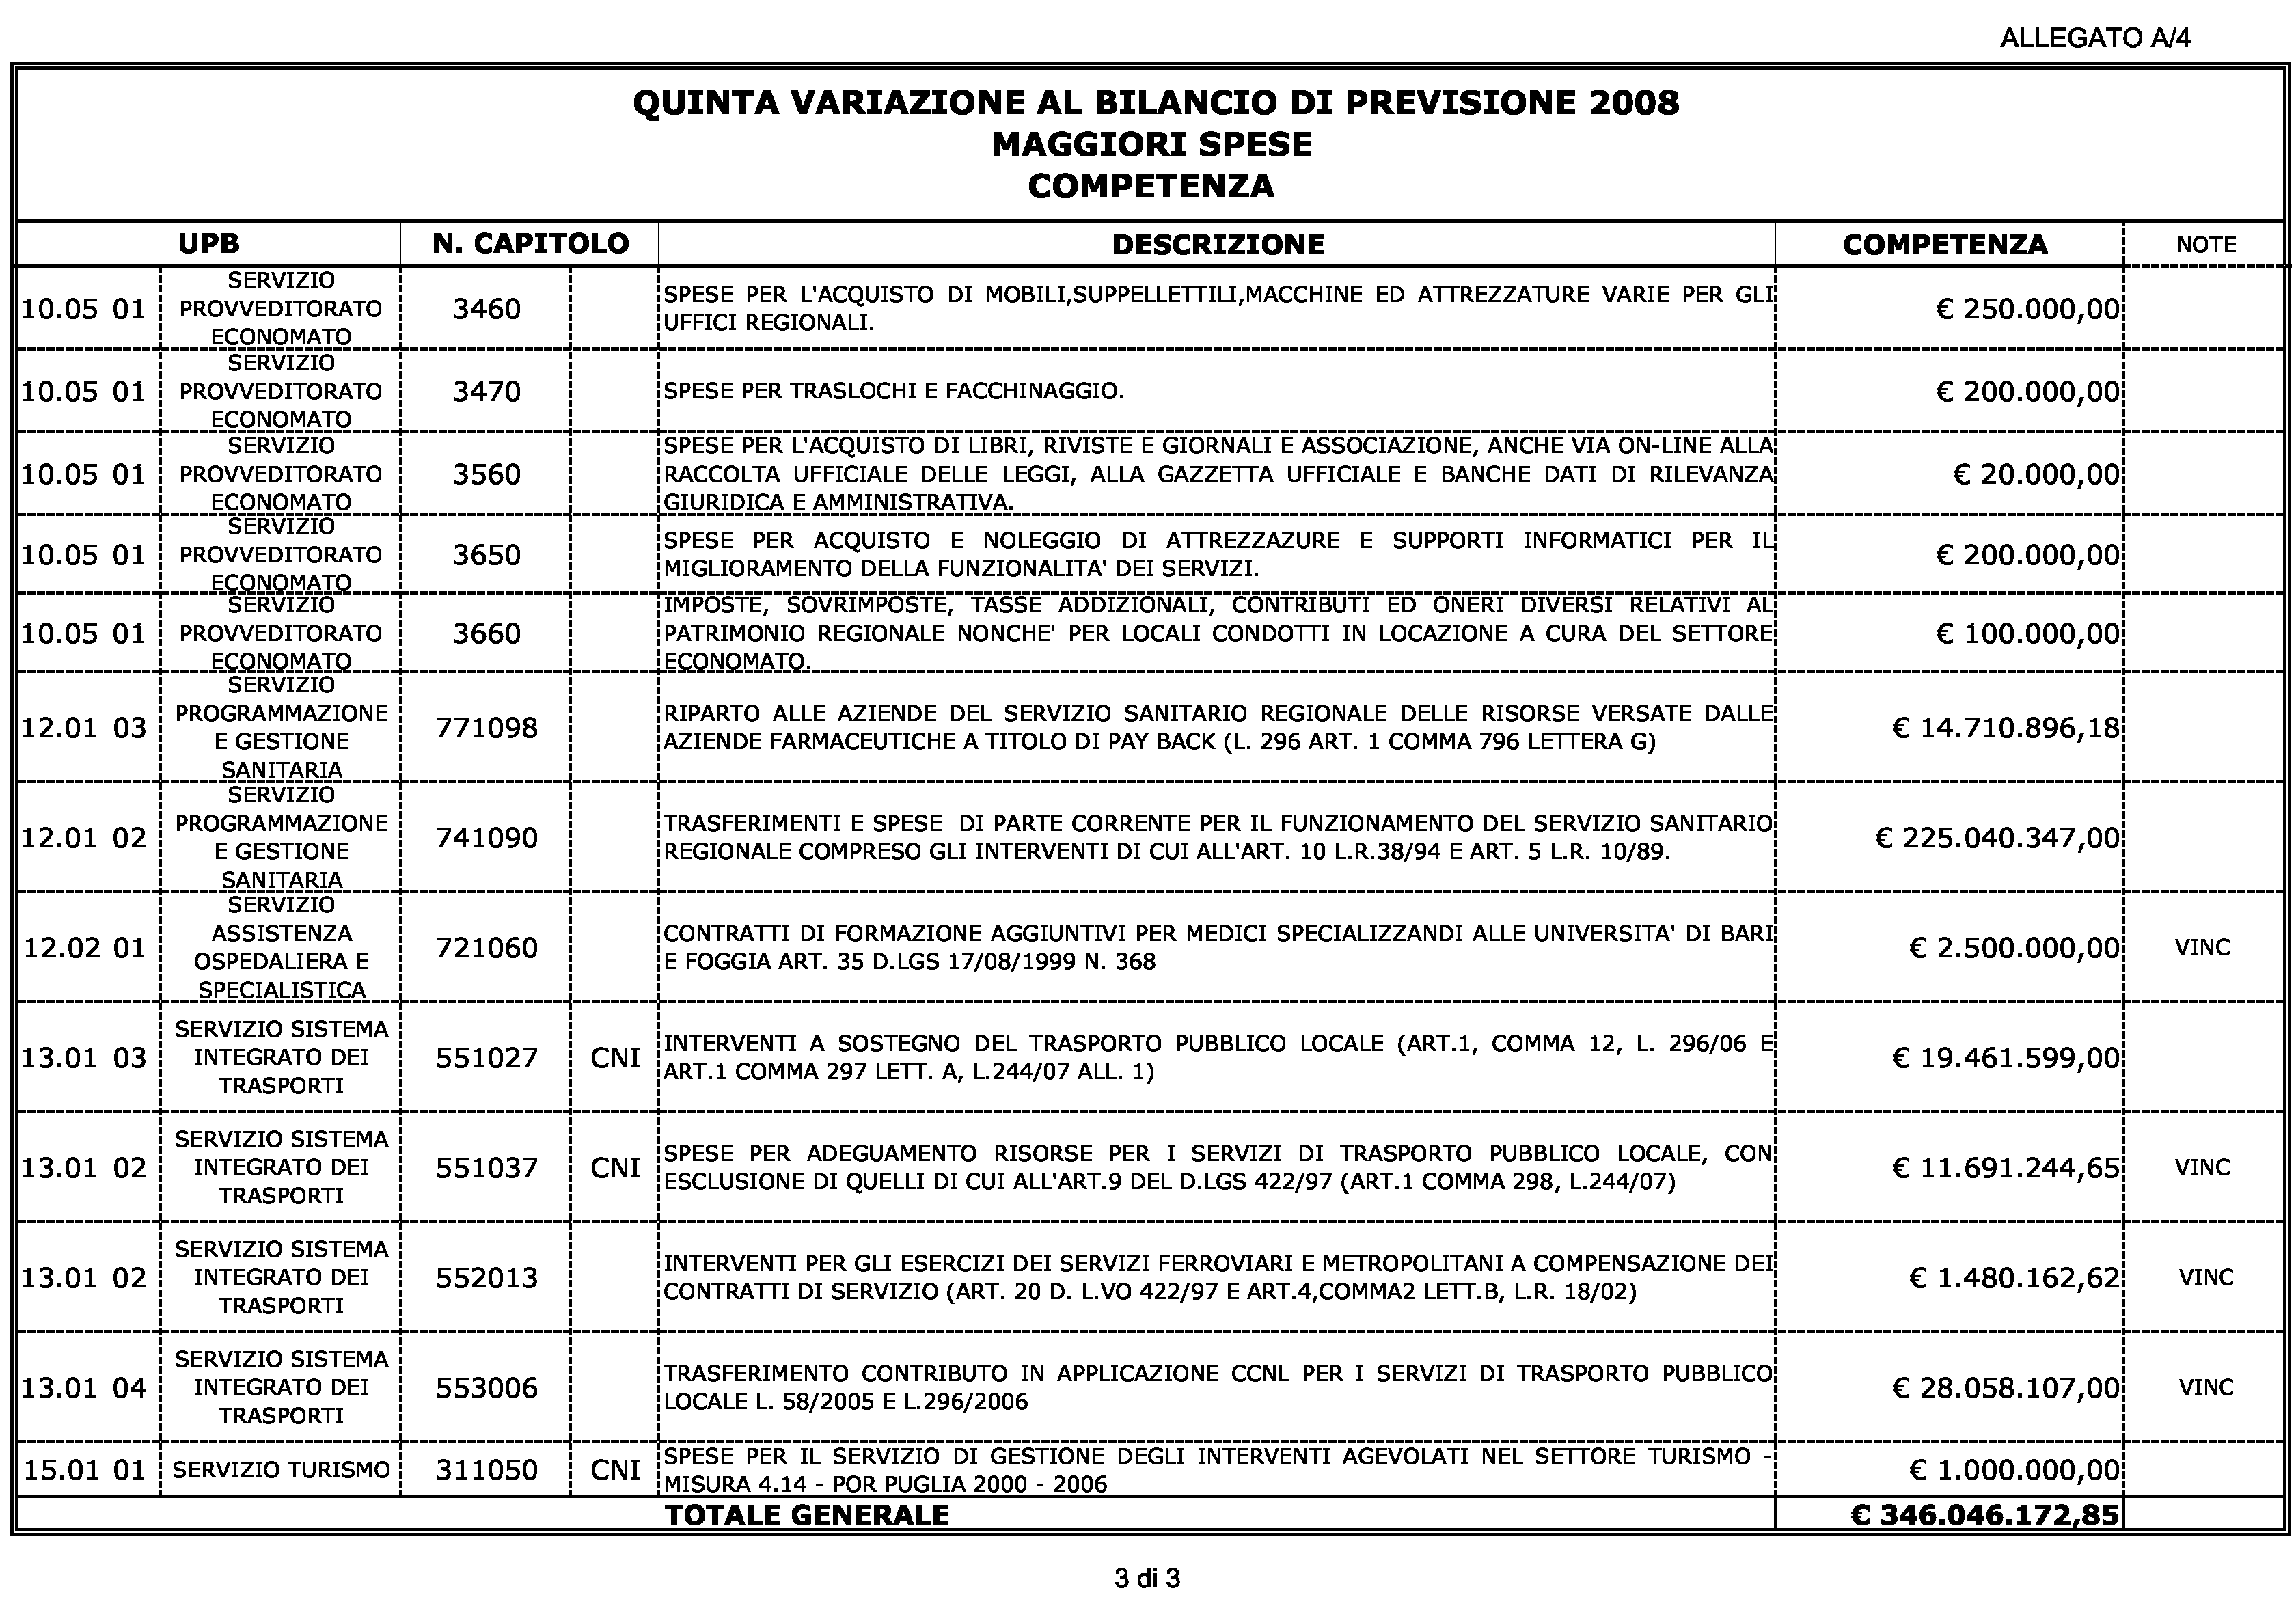 ALLEGATO A/4
QUINTA VARIAZIONE AL BILANCIO DI PREVISIONE 2008
MAGGIORI SPESE
COMPETENZA
UPB N. CAPITOLO DESCRIZIONE COMPETENZA NOTE
SERVIZIO
PROVVEDITORATO
ECONOMATO
10.05 01 3460
SPESE PER L'ACQUISTO DI MOBILI,SUPPELLETTILI,MACCHINE ED ATTREZZATURE VARIE PER GLI
UFFICI REGIONALI.
€ 250.000,00
SERVIZIO
PROVVEDITORATO
ECONOMATO
10.05 01 3470
SPESE PER TRASLOCHI E FACCHINAGGIO.
€ 200.000,00
SERVIZIO
PROVVEDITORATO
ECONOMATO
10.05 01 3560
SPESE PER L'ACQUISTO DI LIBRI, RIVISTE E GIORNALI E ASSOCIAZIONE, ANCHE VIA ON-LINE ALLA
RACCOLTA UFFICIALE DELLE LEGGI, ALLA GAZZETTA UFFICIALE E BANCHE DATI DI RILEVANZA
GIURIDICA E AMMINISTRATIVA.
€ 20.000,00
SERVIZIO
PROVVEDITORATO
ECONOMATO
10.05 01 3650
SPESE PER ACQUISTO E NOLEGGIO DI ATTREZZAZURE E SUPPORTI INFORMATICI PER IL
MIGLIORAMENTO DELLA FUNZIONALITA' DEI SERVIZI.
€ 200.000,00
SERVIZIO
PROVVEDITORATO
ECONOMATO
10.05 01 3660
IMPOSTE, SOVRIMPOSTE, TASSE ADDIZIONALI, CONTRIBUTI ED ONERI DIVERSI RELATIVI AL
PATRIMONIO REGIONALE NONCHE' PER LOCALI CONDOTTI IN LOCAZIONE A CURA DEL SETTORE
ECONOMATO.
€ 100.000,00
SERVIZIO
PROGRAMMAZIONE
E GESTIONE
SANITARIA
12.01 03 771098
RIPARTO ALLE AZIENDE DEL SERVIZIO SANITARIO REGIONALE DELLE RISORSE VERSATE DALLE
AZIENDE FARMACEUTICHE A TITOLO DI PAY BACK (L. 296 ART. 1 COMMA 796 LETTERA G)
€ 14.710.896,18
SERVIZIO
PROGRAMMAZIONE
E GESTIONE
SANITARIA
12.01 02 741090
TRASFERIMENTI E SPESE DI PARTE CORRENTE PER IL FUNZIONAMENTO DEL SERVIZIO SANITARIO
REGIONALE COMPRESO GLI INTERVENTI DI CUI ALL'ART. 10 L.R.38/94 E ART. 5 L.R. 10/89.
€ 225.040.347,00
SERVIZIO
ASSISTENZA
OSPEDALIERA E
SPECIALISTICA
12.02 01 721060
CONTRATTI DI FORMAZIONE AGGIUNTIVI PER MEDICI SPECIALIZZANDI ALLE UNIVERSITA' DI BARI
E FOGGIA ART. 35 D.LGS 17/08/1999 N. 368
€ 2.500.000,00 VINC
SERVIZIO SISTEMA
INTEGRATO DEI
TRASPORTI
13.01 03 551027 CNI
INTERVENTI A SOSTEGNO DEL TRASPORTO PUBBLICO LOCALE (ART.1, COMMA 12, L. 296/06 E
ART.1 COMMA 297 LETT. A, L.244/07 ALL. 1)
€ 19.461.599,00
SERVIZIO SISTEMA
INTEGRATO DEI
TRASPORTI
13.01 02 551037 CNI
SPESE PER ADEGUAMENTO RISORSE PER I SERVIZI DI TRASPORTO PUBBLICO LOCALE, CON
ESCLUSIONE DI QUELLI DI CUI ALL'ART.9 DEL D.LGS 422/97 (ART.1 COMMA 298, L.244/07)
€ 11.691.244,65 VINC
SERVIZIO SISTEMA
INTEGRATO DEI
TRASPORTI
13.01 02 552013
INTERVENTI PER GLI ESERCIZI DEI SERVIZI FERROVIARI E METROPOLITANI A COMPENSAZIONE DEI
CONTRATTI DI SERVIZIO (ART. 20 D. L.VO 422/97 E ART.4,COMMA2 LETT.B, L.R. 18/02)
€ 1.480.162,62 VINC
SERVIZIO SISTEMA
INTEGRATO DEI
TRASPORTI
13.01 04 553006
TRASFERIMENTO CONTRIBUTO IN APPLICAZIONE CCNL PER I SERVIZI DI TRASPORTO PUBBLICO
LOCALE L. 58/2005 E L.296/2006
€ 28.058.107,00 VINC
15.01 01 SERVIZIO TURISMO 311050 CNI
SPESE PER IL SERVIZIO DI GESTIONE DEGLI INTERVENTI AGEVOLATI NEL SETTORE TURISMO -
MISURA 4.14 - POR PUGLIA 2000 - 2006
€ 1.000.000,00
TOTALE GENERALE € 346.046.172,85
3 di 3